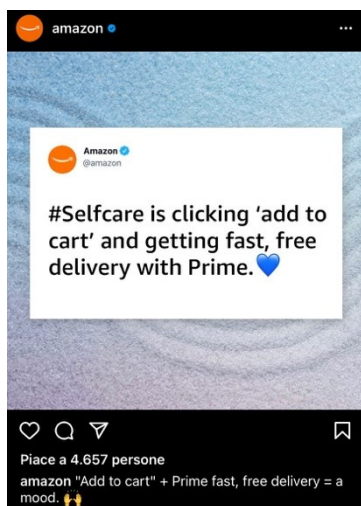 amazon
Amazon
@amazon
#Selfcare is clicking ‘add to
cart’ and getting fast, free
delivery with Prime.💙
Piace a 4.657 persone
amazon "Add to cart" + Prime fast, free delivery = a
mood. 🙌